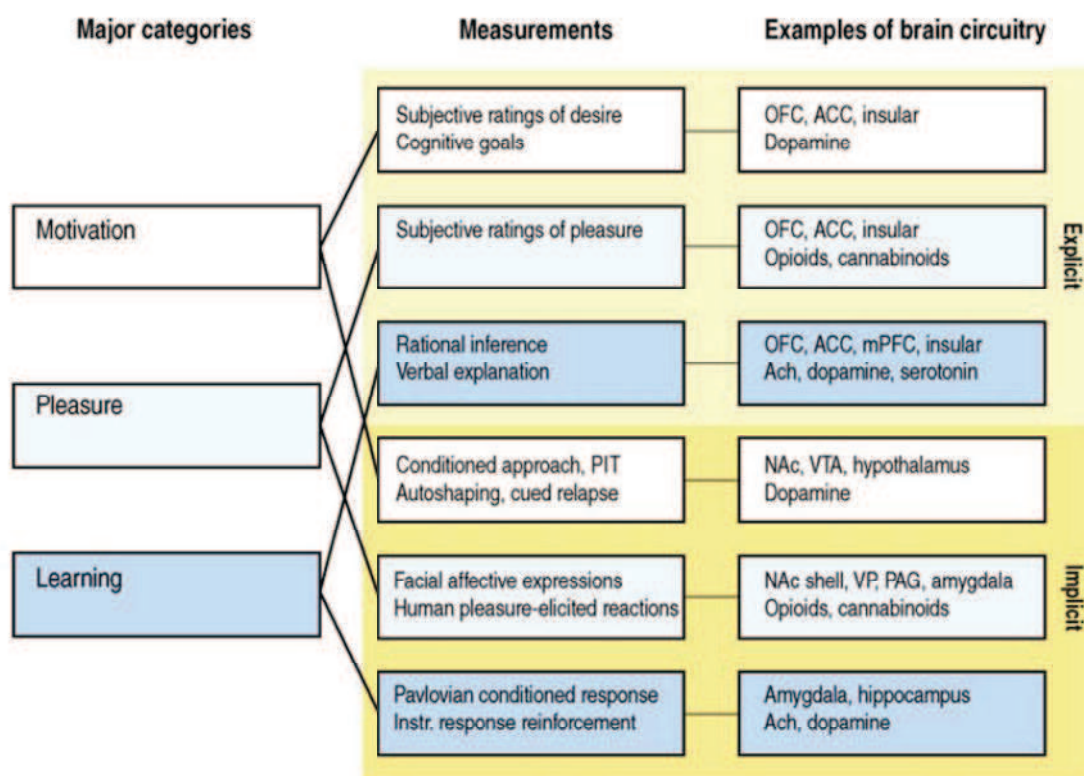 Major categories
Measurements
Examples of brain circuitry
Motivation
Pleasure
Learning
Subjective ratings of desire
Cognitive goals
OFC, ACC, insular
Dopamine
Subjective ratings of pleasure
OFC, ACC, insular
Opioids, cannabinoids
Rational inference
Verbal explanation
OFC, ACC, mPFC, insular
Ach, dopamine, serotonin
Explicit
Conditioned approach, PIT
Autoshaping, cued relapse
NAc, VTA, hypothalamus
Dopamine
Facial affective expressions
Human pleasure-elicited reactions
NAc shell, VP, PAG, amygdala
Opioids, cannabinoids
Pavlovian conditioned response
Instr. response reinforcement
Amygdala, hippocampus
Ach, dopamine
Implicit